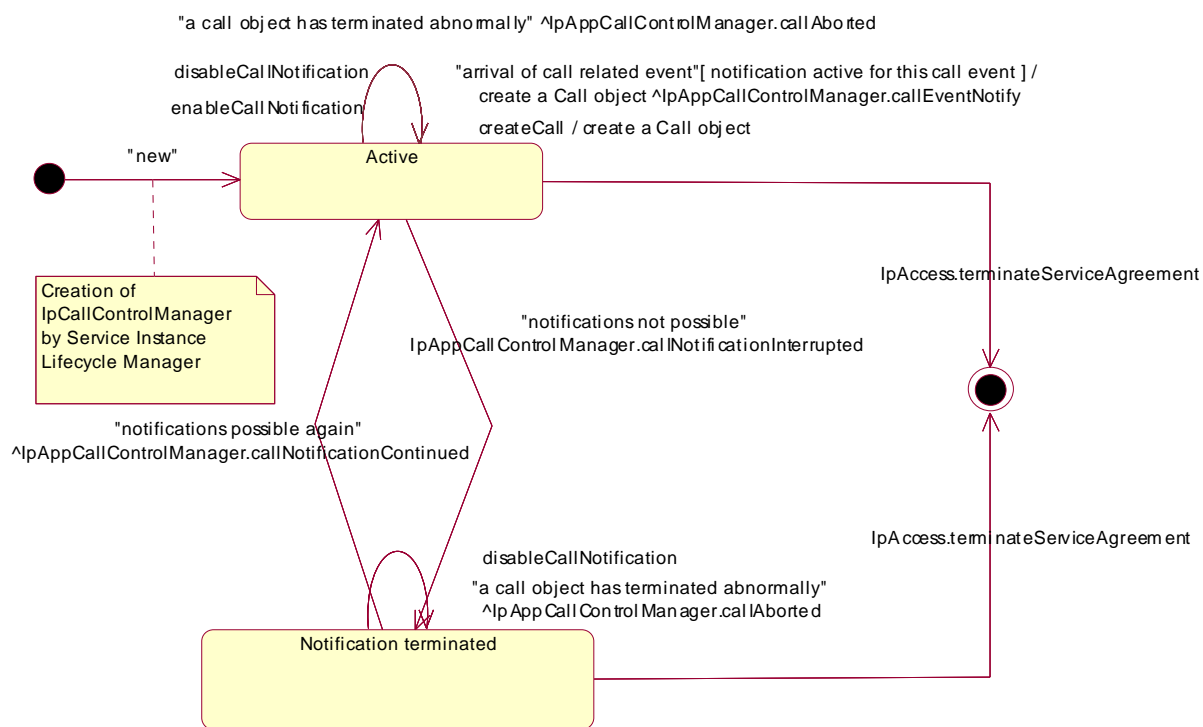 "a call object has terminated abnormally" ^IpAppCallControlManager.callAborted
disableCallNotification
enableCallNotification
"arrival of call related event"[ notification active for this call event ] /
create a Call object ^IpAppCallControlManager.callEventNotify
createCall / create a Call object
"new"
Active
IpAccess.terminateServiceAgreement
Creation of
IpCallControlManager
by Service Instance
Lifecycle Manager
"notifications not possible"
IpAppCallControlManager.callNotificationInterrupted
"notifications possible again"
^IpAppCallControlManager.callNotificationContinued
IpAccess.terminateServiceAgreement
disableCallNotification
"a call object has terminated abnormally"
^IpAppCallControlManager.callAborted
Notification terminated